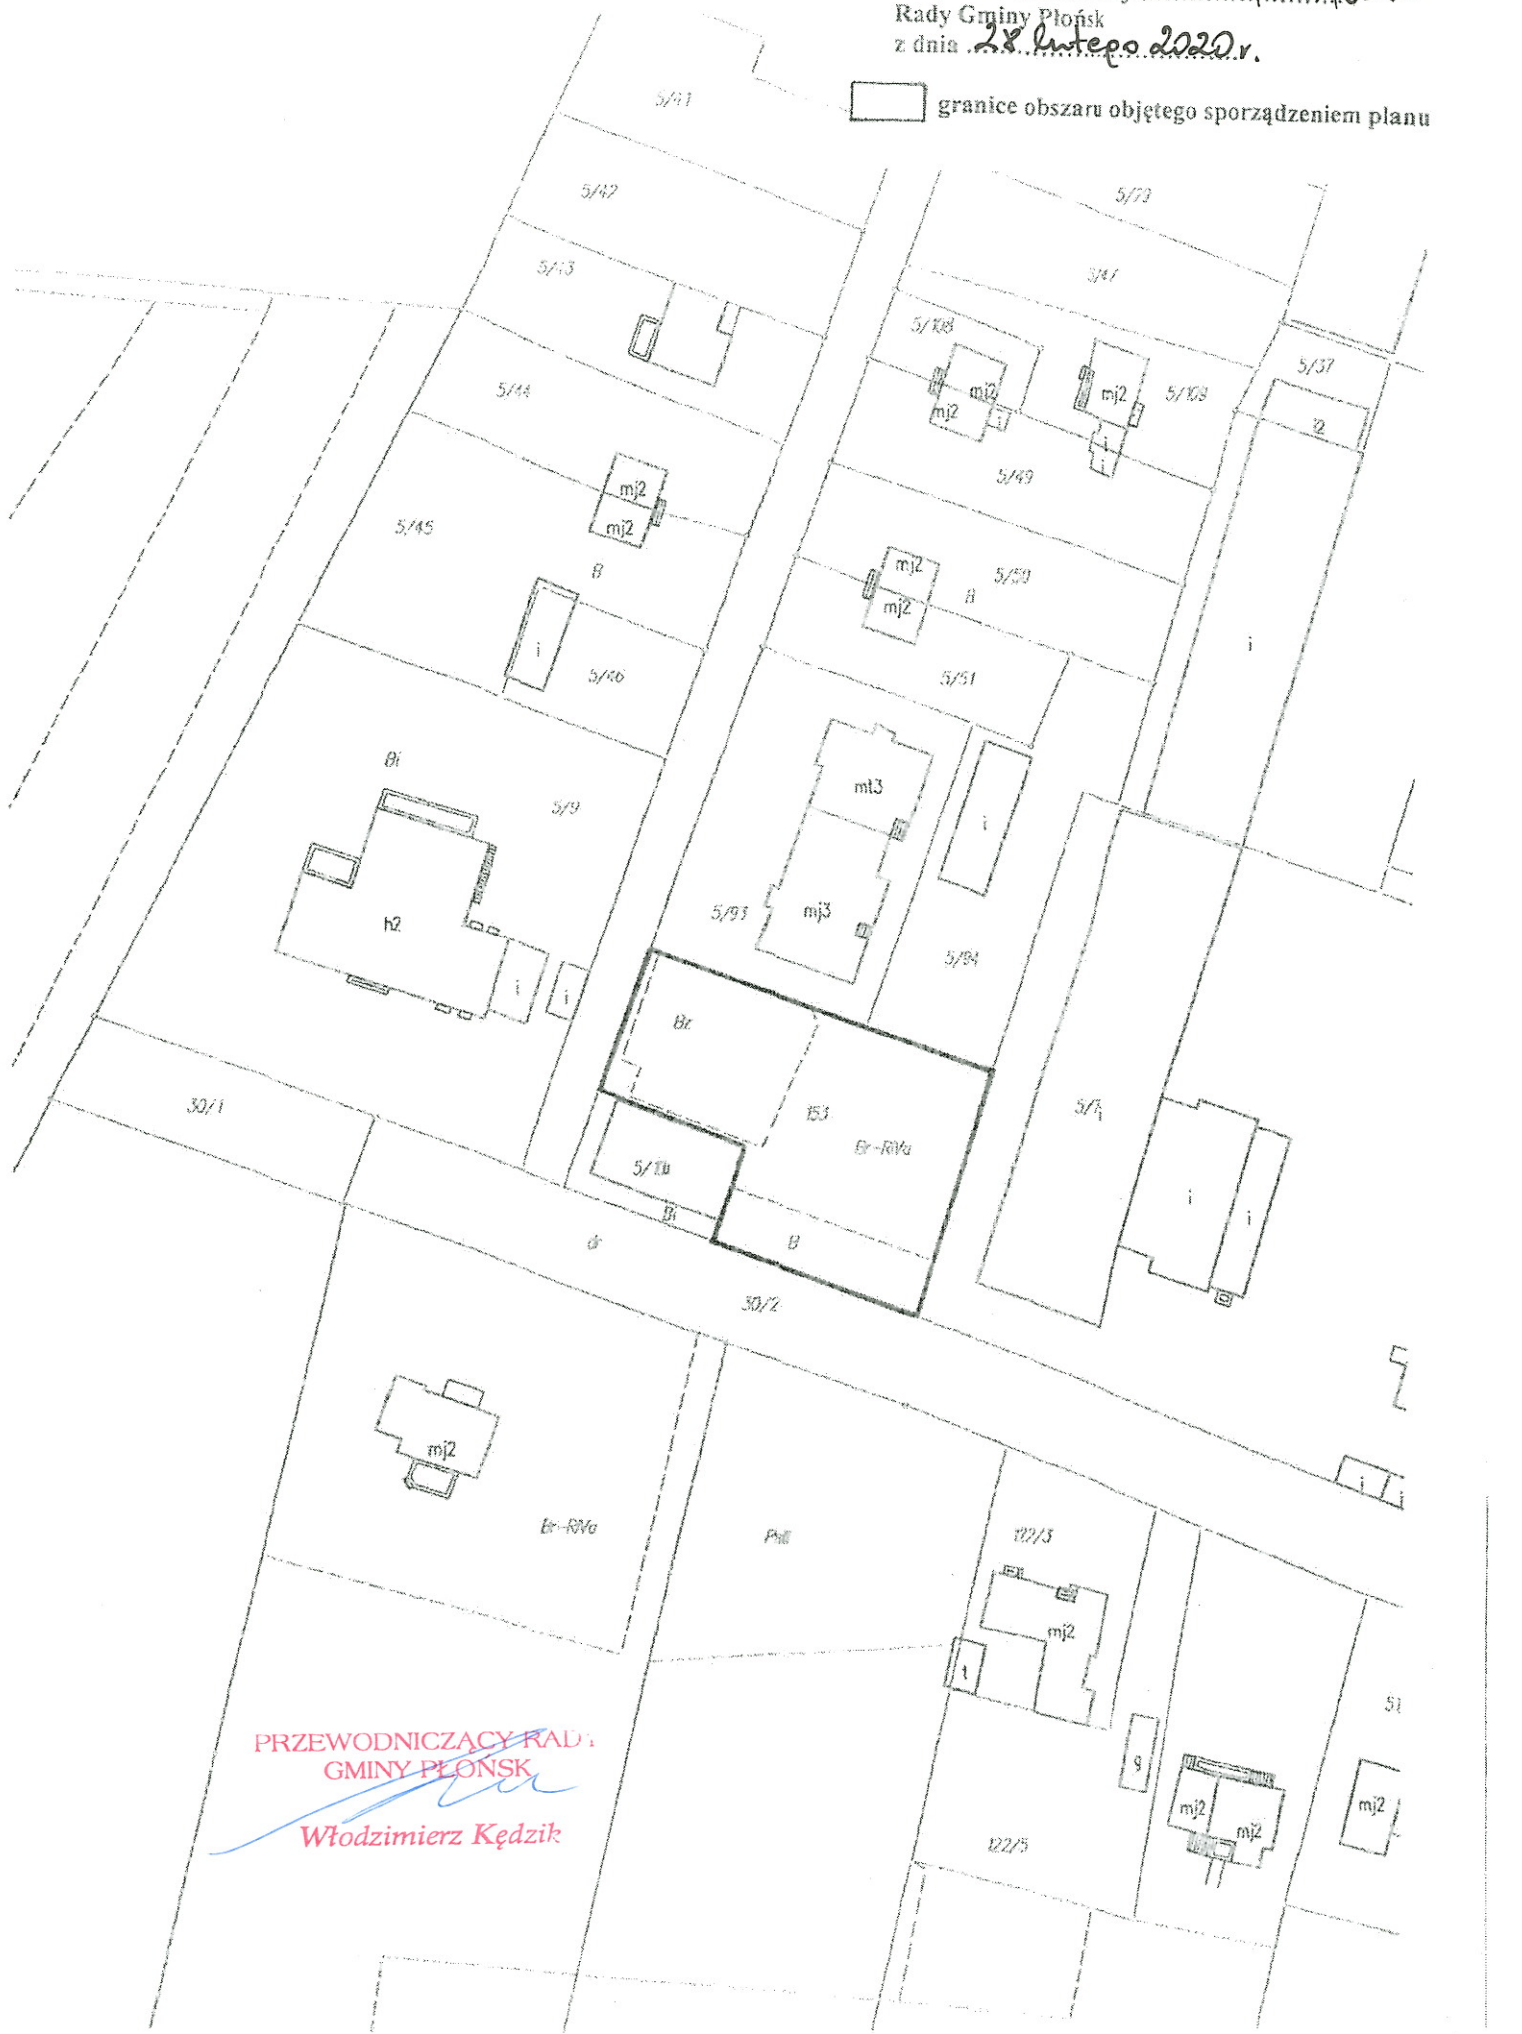 Rady Gminy Płońsk
z dnia 28 lutego 2020 r.
granice obszaru objętego sporządzeniem planu
5/41
5/42
5/79
5/43
5/47
5/108
5/37
mj2
mj2
5/109
5/44
mj2
i
i2
i
i
5/49
mj2
5/45
mj2
mj2
5/50
B
B
mj2
i
i
5/46
5/51
Bi
mt3
5/9
i
5/93
mj3
h2
5/94
i
i
Bz
30/1
153
5/7
i
Br-RIVa
5/
i
i
Bi
dr
B
30/2
mj2
i
i
Br-RIVa
PsIII
122/3
mj2
t
51
PRZEWODNICZĄCY RADY
GMINY PŁOŃSK
g
mj2
mj2
mj2
Włodzimierz Kędzik
122/5